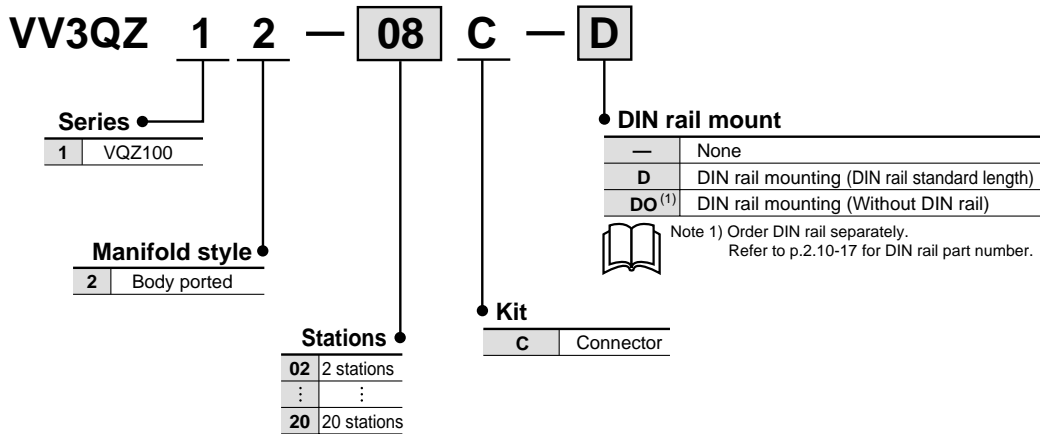 VV3QZ 1 2 — 08 C — D
Series
1 VQZ100
Manifold style
2 Body ported
Stations
02 2 stations
⋮ ⋮
20 20 stations
Kit
C Connector
DIN rail mount
— None
D DIN rail mounting (DIN rail standard length)
DO (1) DIN rail mounting (Without DIN rail)
Note 1) Order DIN rail separately.
Refer to p.2.10-17 for DIN rail part number.